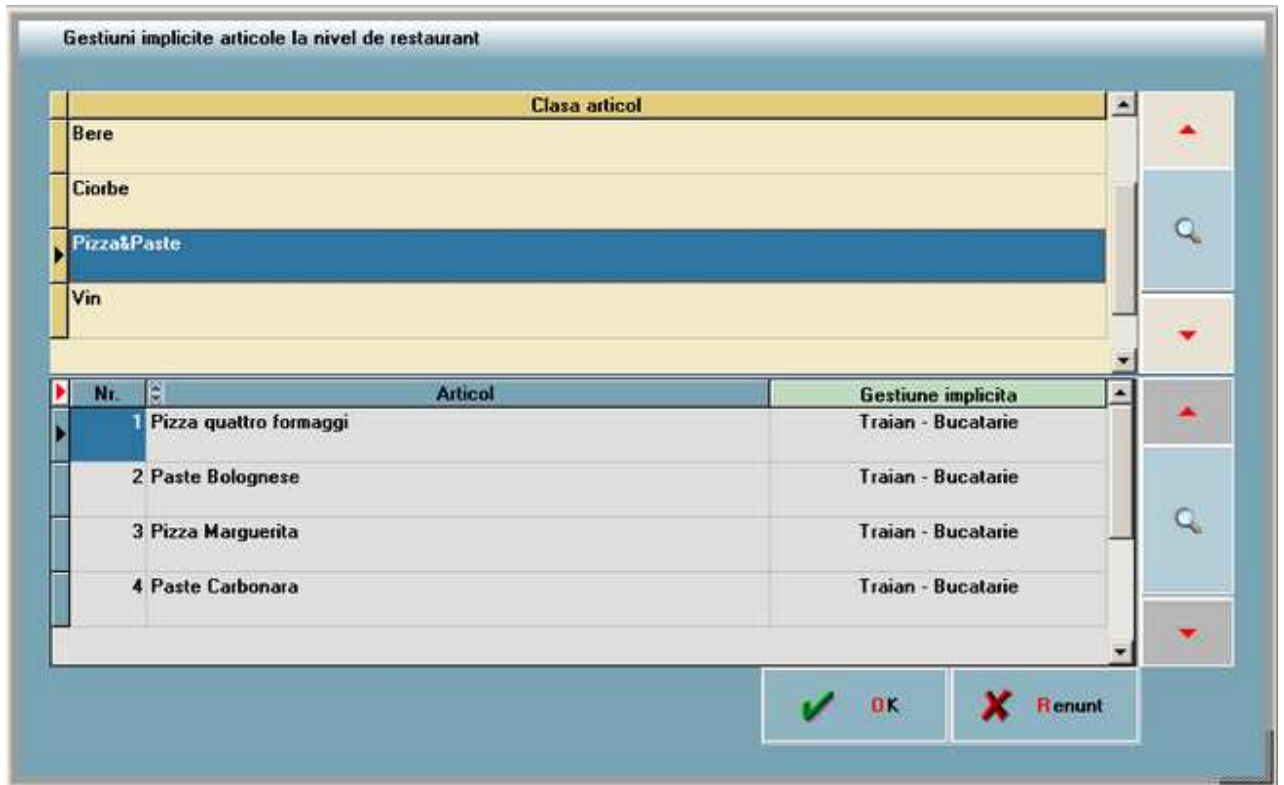 Gestiuni implicite articole la nivel de restaurant
Clasa articol
Bere
Ciorbe
Pizza&Paste
Vin
Nr. Articol Gestiune implicita
1 Pizza quattro formaggi Traian - Bucatarie
2 Paste Bolognese Traian - Bucatarie
3 Pizza Marguerita Traian - Bucatarie
4 Paste Carbonara Traian - Bucatarie
OK Renunt